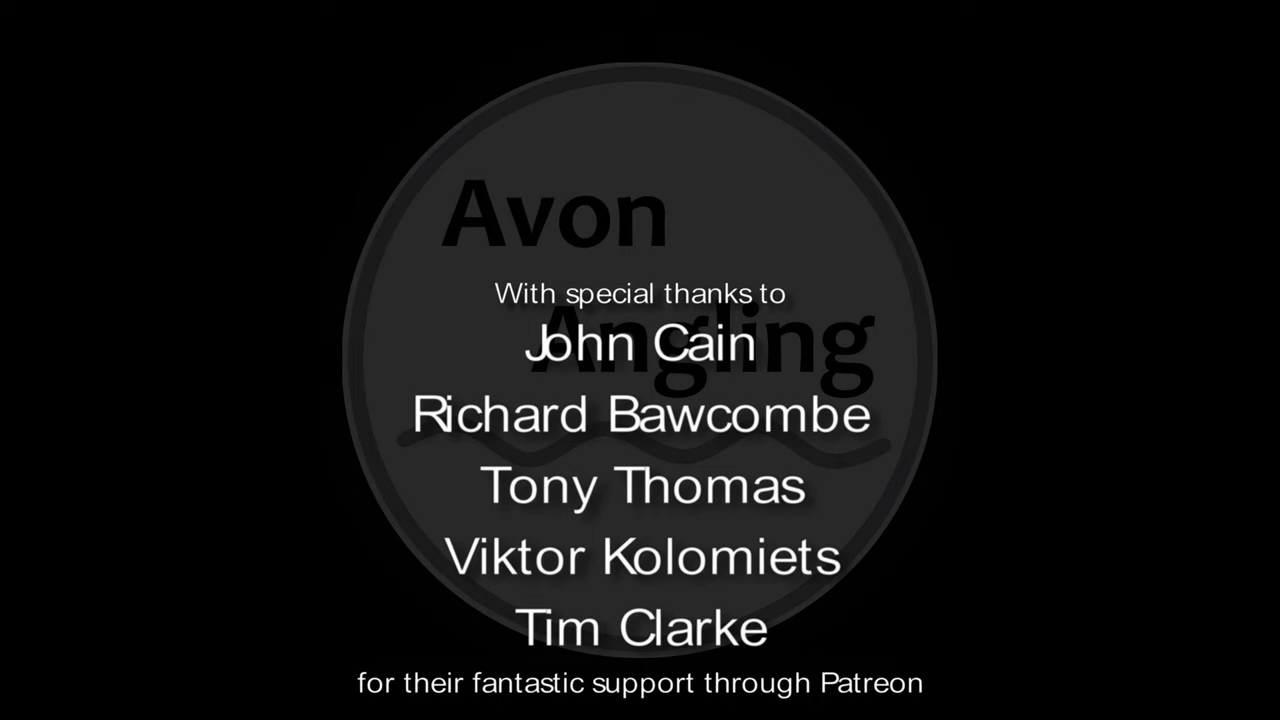 Avon
With special thanks to
Angling
John Cain
Richard Bawcombe
Tony Thomas
Viktor Kolomiets
Tim Clarke
for their fantastic support through Patreon